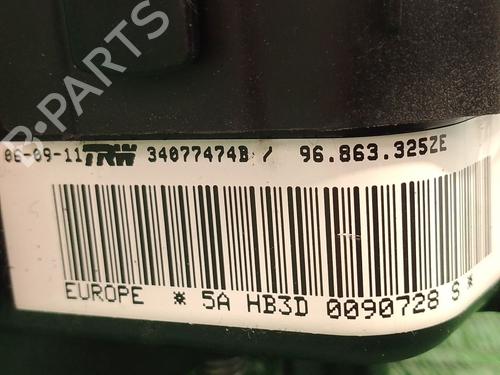 B-PARTS
06-09-11 TRW 34077474B / 96.863.325ZE
EUROPE * 5A HB3D 0090728 S *